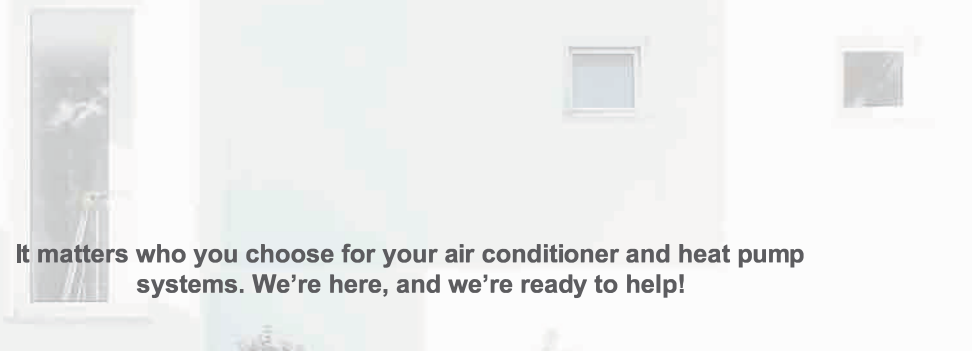 It matters who you choose for your air conditioner and heat pump
systems. We’re here, and we’re ready to help!